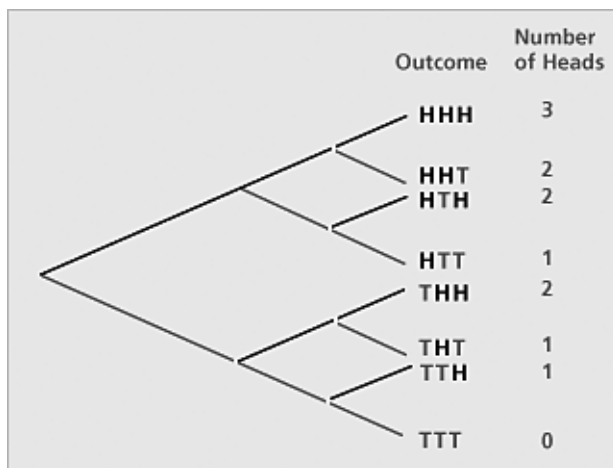 Number
Outcome of Heads
HHH 3
HHT 2
HTH 2
HTT 1
THH 2
THT 1
TTH 1
TTT 0